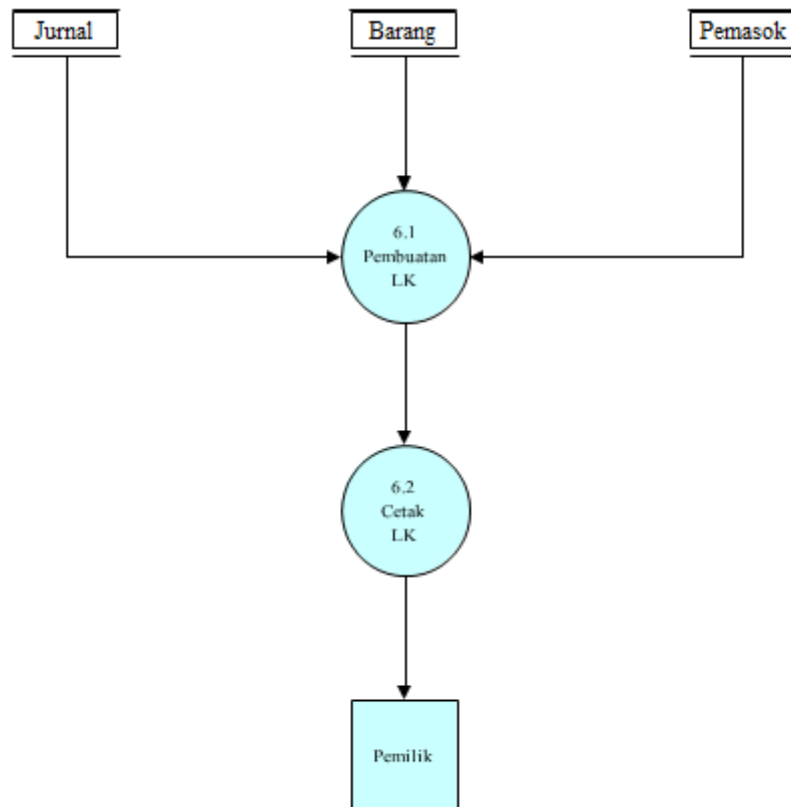 Jurnal
Barang
Pemasok
6.1
Pembuatan
LK
6.2
Cetak
LK
Pemilik